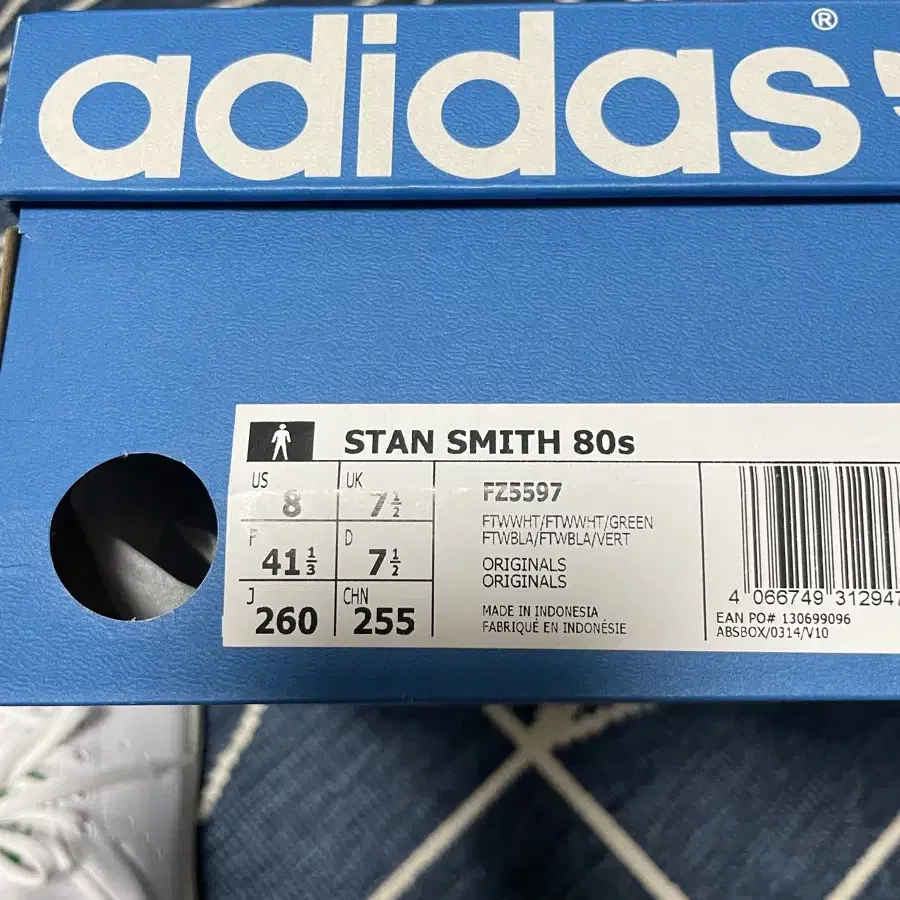 adidas®
STAN SMITH 80s
US 8 UK 7½
F 41⅓ D 7½
J 260 CHN 255
FZ5597
FTWWHT/FTWWHT/GREEN
FTWBLA/FTWBLA/VERT
ORIGINALS
ORIGINALS
MADE IN INDONESIA
FABRIQUÉ EN INDONÉSIE
4 066749 312947
EAN PO# 130699096
ABSBOX/0314/V10